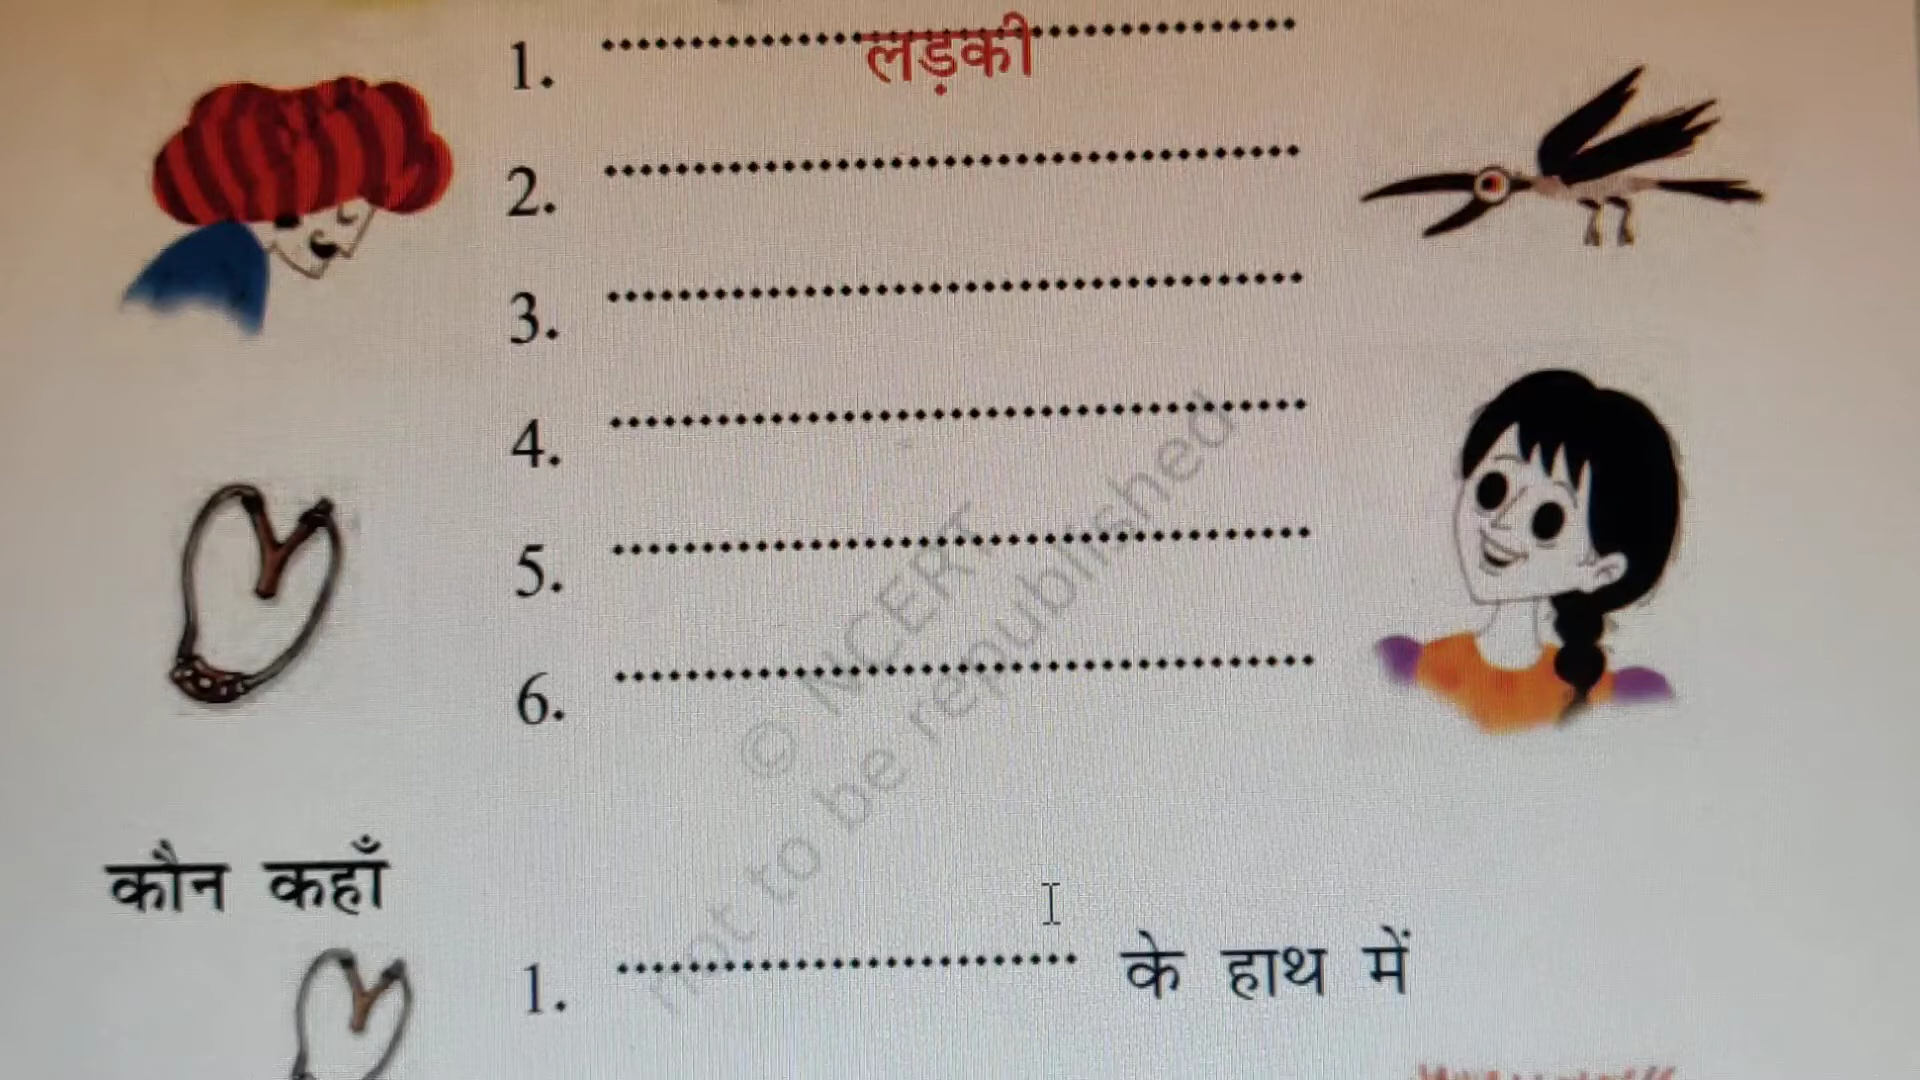 1. .......................लड़की.......................
2. ..............................................
3. ..............................................
4. ..............................................
5. ..............................................
6. ..............................................
© NCERT
not to be republished
कौन कहाँ
1. .............................. के हाथ में